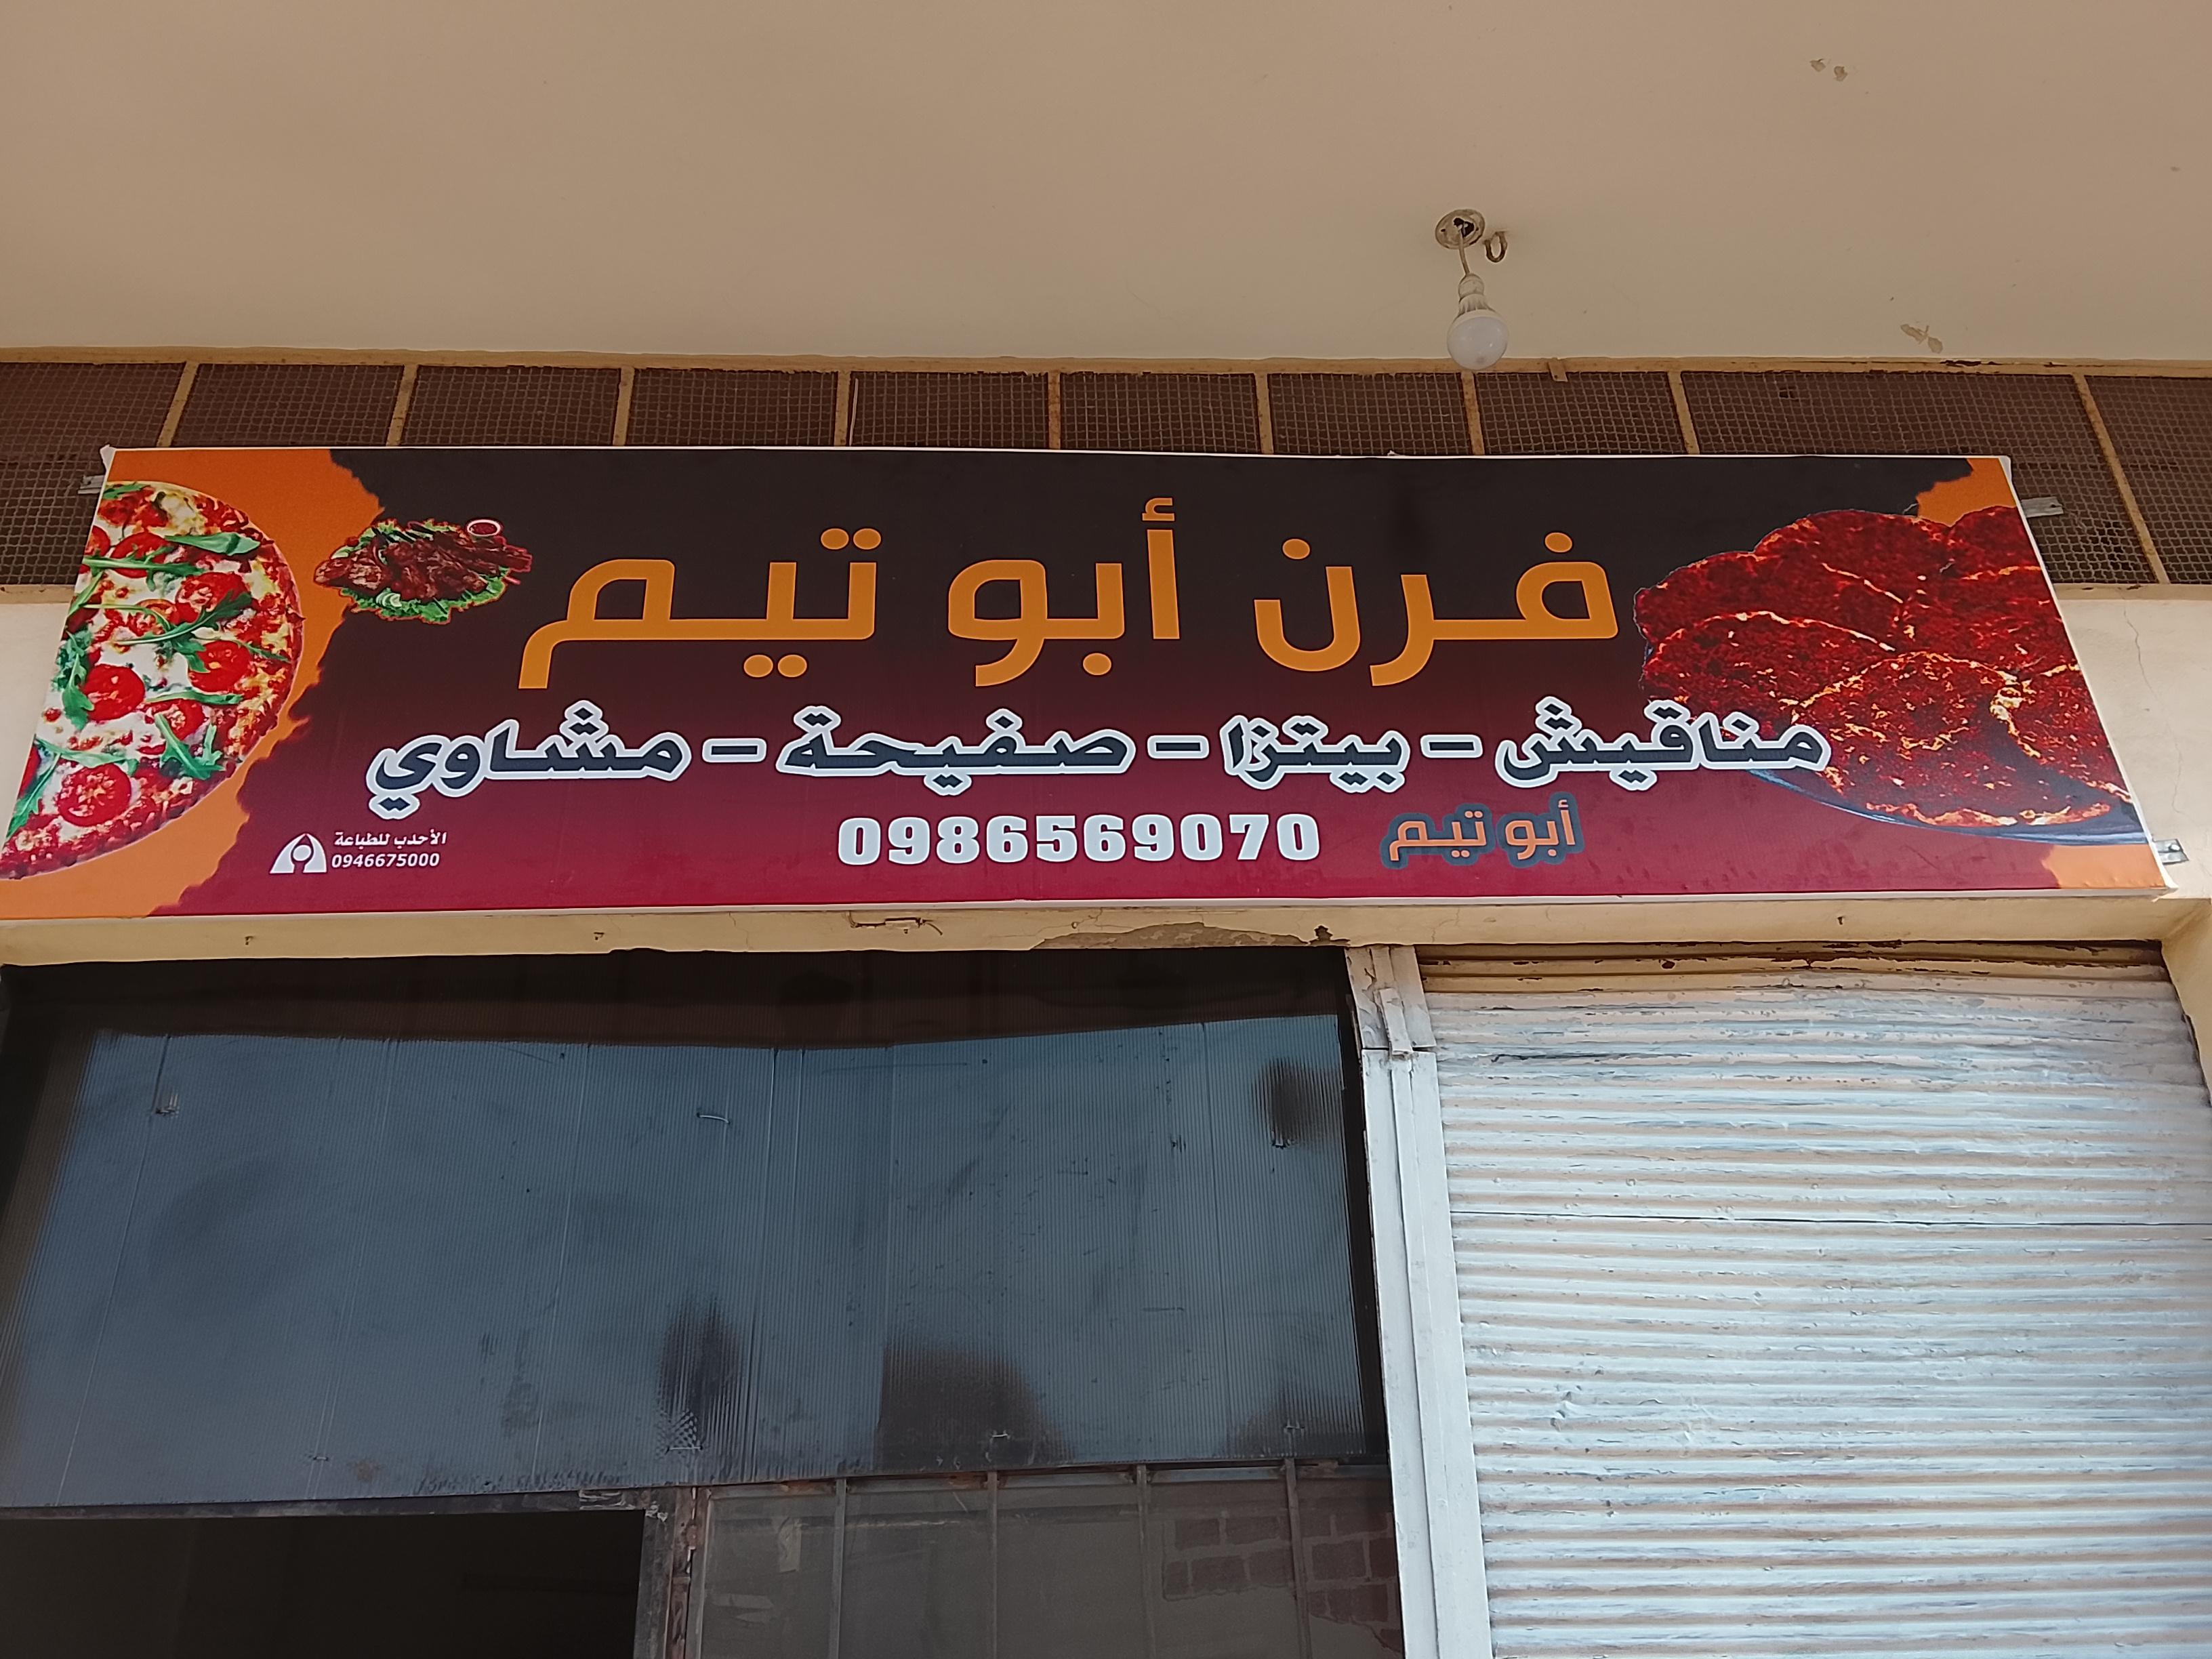 فرن أبو تيم
مناقيش - بيتزا - صفيحة - مشاوي
أبو تيم 0986569070
الأحدب للطباعة
0946675000